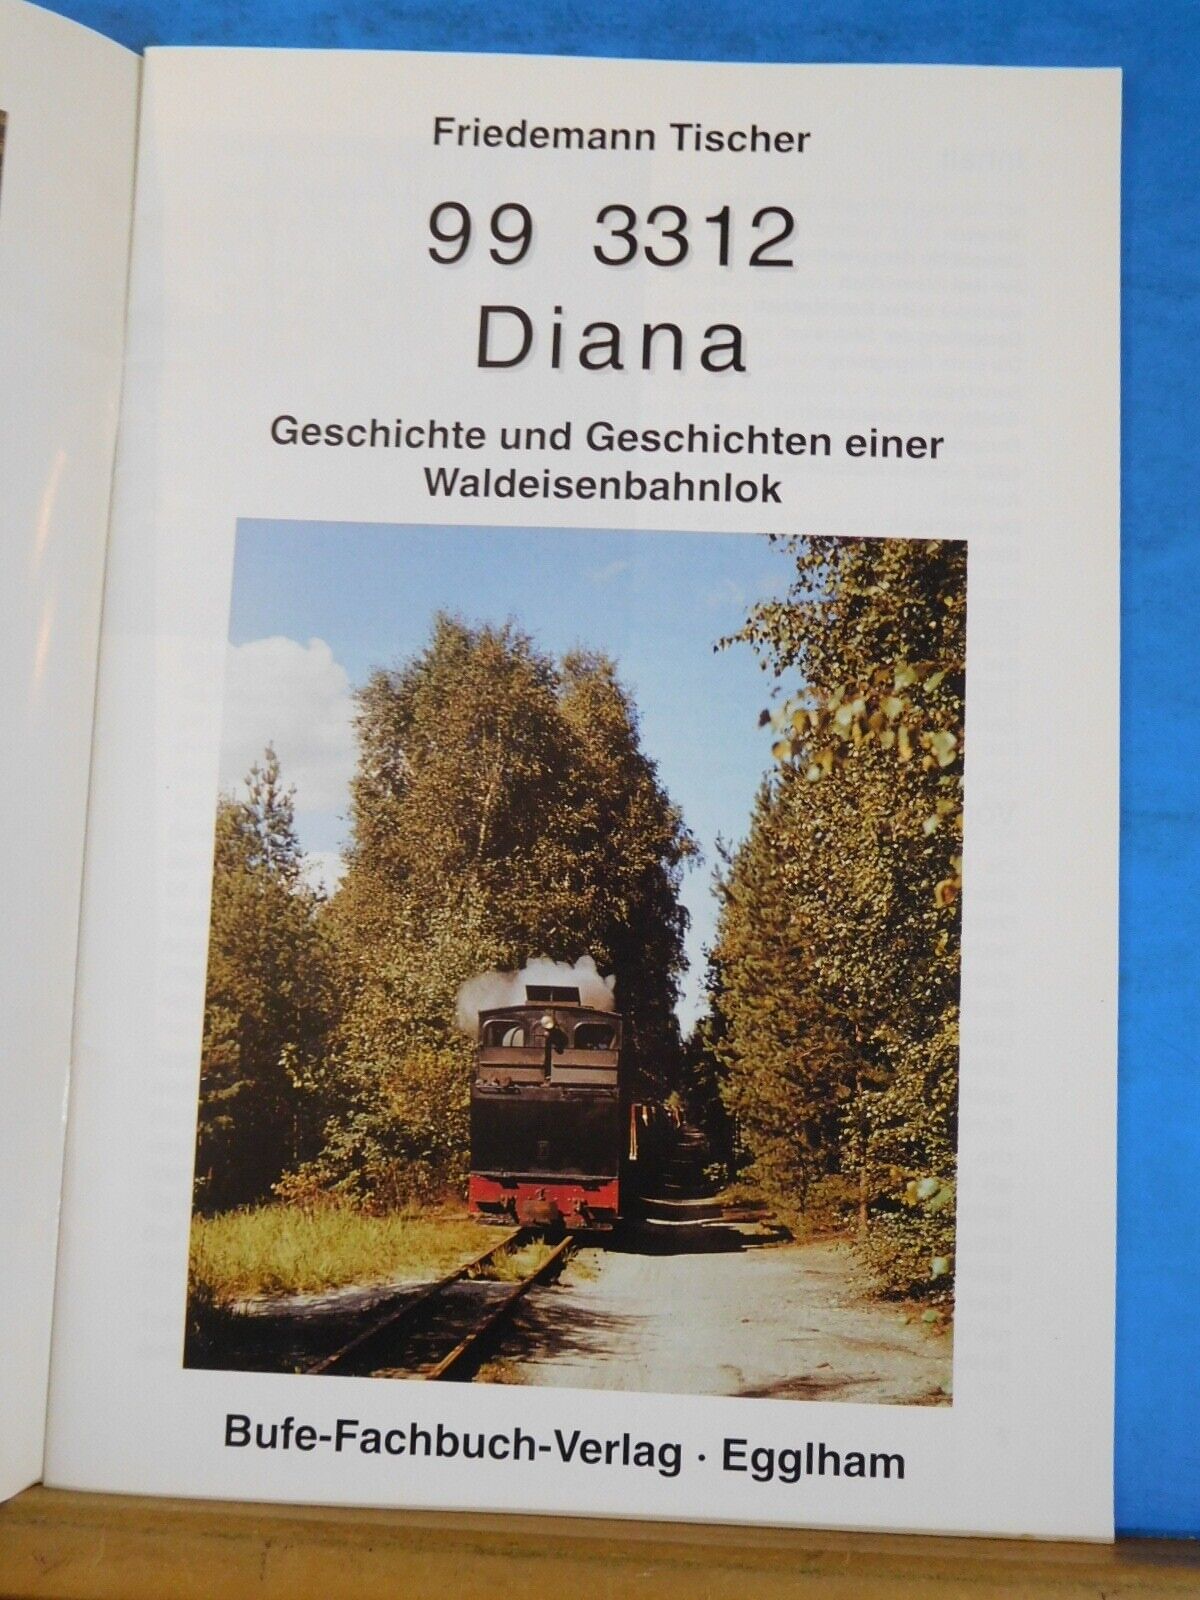 Friedemann Tischer
99 3312
Diana
Geschichte und Geschichten einer
Waldeisenbahnlok
Bufe-Fachbuch-Verlag · Egglham